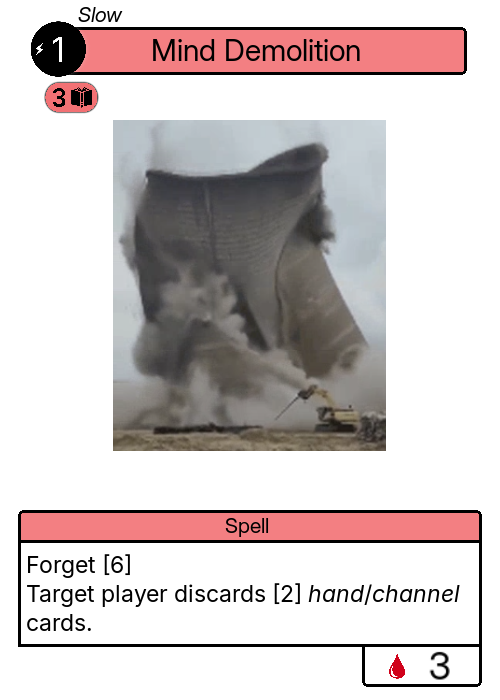 Slow
1
Mind Demolition
3
Spell
Forget [6]
Target player discards [2] hand/channel
cards.
3